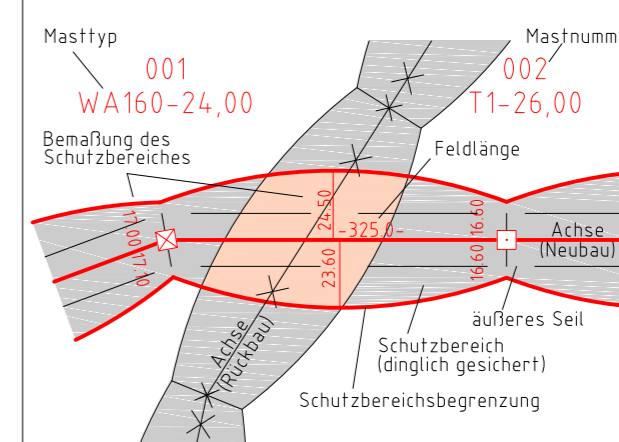 Masttyp
Mastnumm
001
002
WA160-24,00
T1-26,00
Bemaßung des
Schutzbereiches
Feldlänge
24.50
-325.0-
23.60
17.00
17.10
16.60
16.60
Achse
(Neubau)
äußeres Seil
Schutzbereich
(dinglich gesichert)
Achse
(Rückbau)
Schutzbereichsbegrenzung